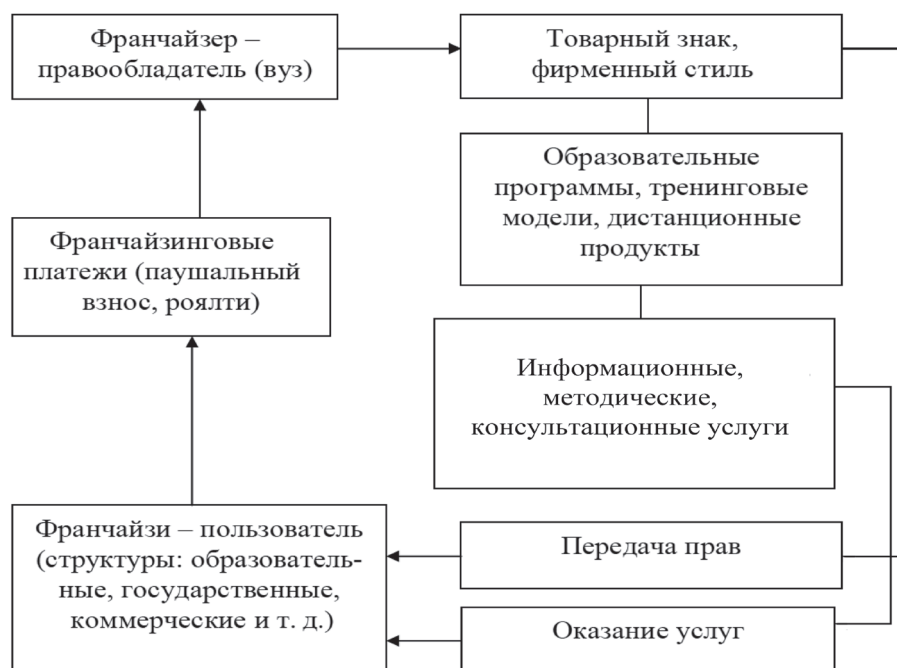 Франчайзер –
правообладатель (вуз)
Товарный знак,
фирменный стиль
Образовательные
программы, тренинговые
модели, дистанционные
продукты
Франчайзинговые
платежи (паушальный
взнос, роялти)
Информационные,
методические,
консультационные услуги
Франчайзи – пользователь
(структуры: образователь-
ные, государственные,
коммерческие и т. д.)
Передача прав
Оказание услуг